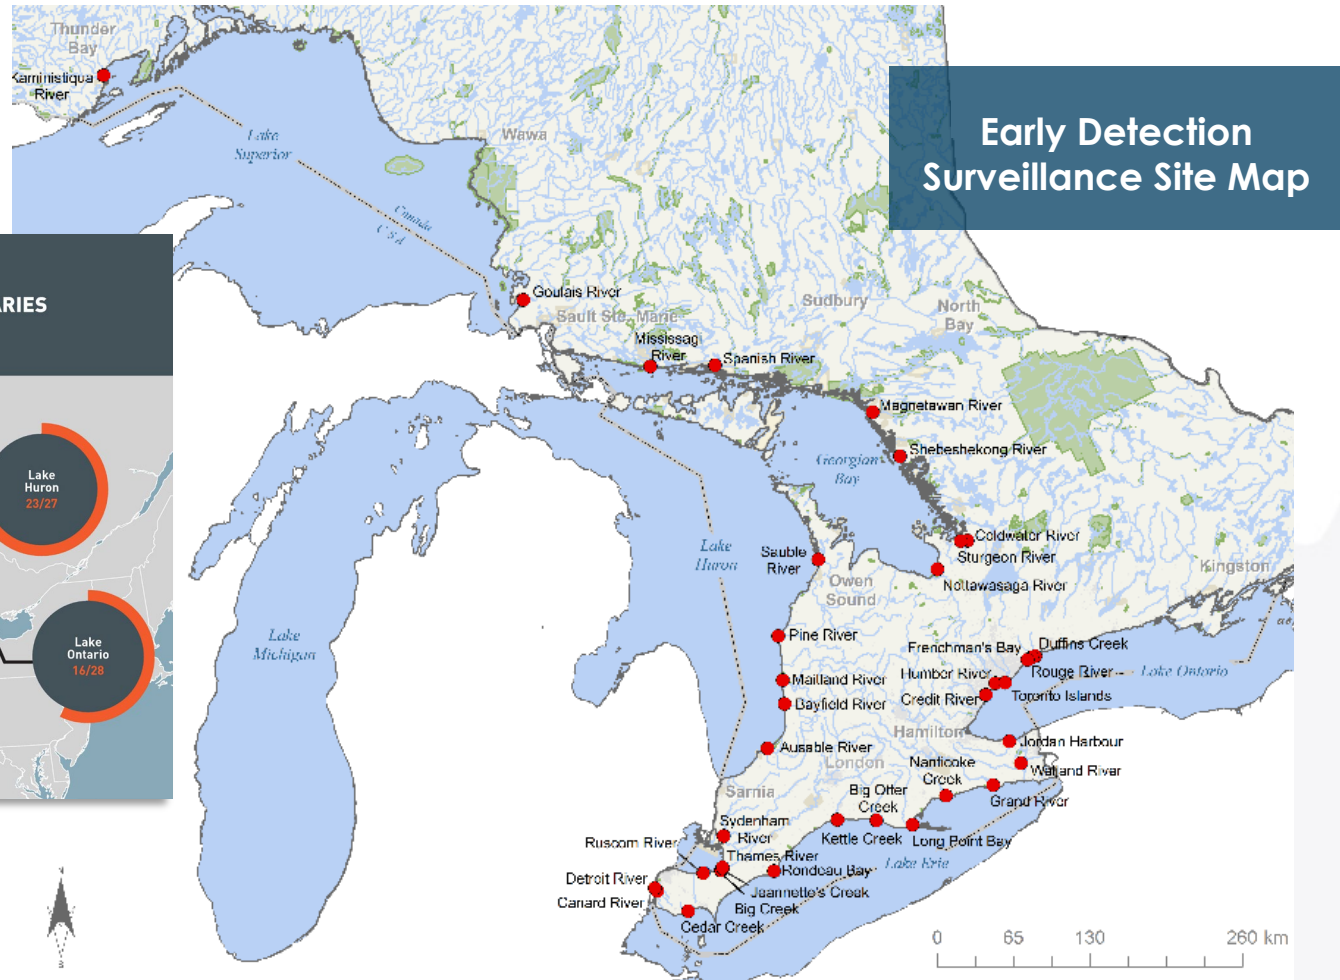 Early Detection
Surveillance Site Map
Thunder
Bay
Kaministiqua
River
Lake
Superior
Wawa
Canada
U S A
ARIES
Goulais River
Sault Ste. Marie
Sudbury
North
Bay
Mississagi
River
Spanish River
Magnetawan River
Shebeshekong River
Georgian
Bay
Lake
Huron
23/27
Coldwater River
Sturgeon River
Nottawasaga River
Kingston
Lake
Huron
Sauble
River
Owen
Sound
Lake
Ontario
16/28
Lake
Michigan
Pine River
Frenchman's Bay
Duffins Creek
Humber River
Rouge River
Lake Ontario
Maitland River
Credit River
Toronto Islands
Bayfield River
Hamilton
Jordan Harbour
Ausable River
London
Nanticoke
Creek
Welland River
Sarnia
Big Otter
Creek
Grand River
Sydenham
River
Kettle Creek
Long Point Bay
Ruscom River
Thames River
Lake Erie
Rondeau Bay
Detroit River
Jeannette's Creek
Canard River
Big Creek
Cedar Creek
0 65 130 260 km